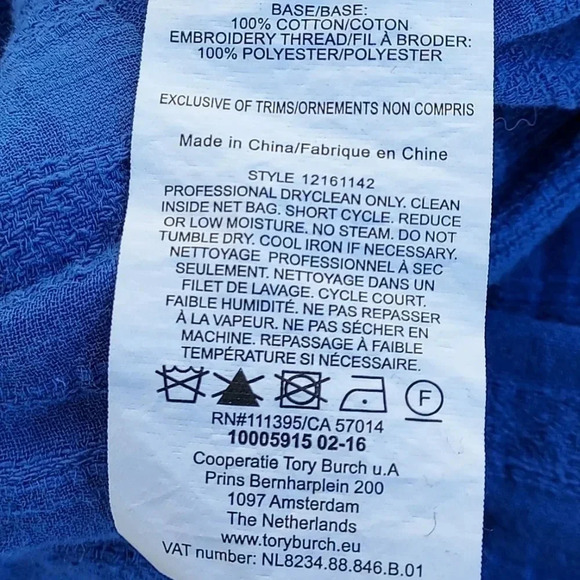 BASE/BASE:
100% COTTON/COTON
EMBROIDERY THREAD/FIL À BRODER:
100% POLYESTER/POLYESTER
EXCLUSIVE OF TRIMS/ORNEMENTS NON COMPRIS
Made in China/Fabrique en Chine
STYLE 12161142
PROFESSIONAL DRYCLEAN ONLY. CLEAN
INSIDE NET BAG. SHORT CYCLE. REDUCE
OR LOW MOISTURE. NO STEAM. DO NOT
TUMBLE DRY. COOL IRON IF NECESSARY.
NETTOYAGE PROFESSIONNEL À SEC
SEULEMENT. NETTOYAGE DANS UN
FILET DE LAVAGE. CYCLE COURT.
FAIBLE HUMIDITÉ. NE PAS REPASSER
À LA VAPEUR. NE PAS SÉCHER EN
MACHINE. REPASSAGE À FAIBLE
TEMPÉRATURE SI NÉCESSAIRE.
F
RN#111395/CA 57014
10005915 02-16
Cooperatie Tory Burch u.A
Prins Bernharplein 200
1097 Amsterdam
The Netherlands
www.toryburch.eu
VAT number: NL8234.88.846.B.01